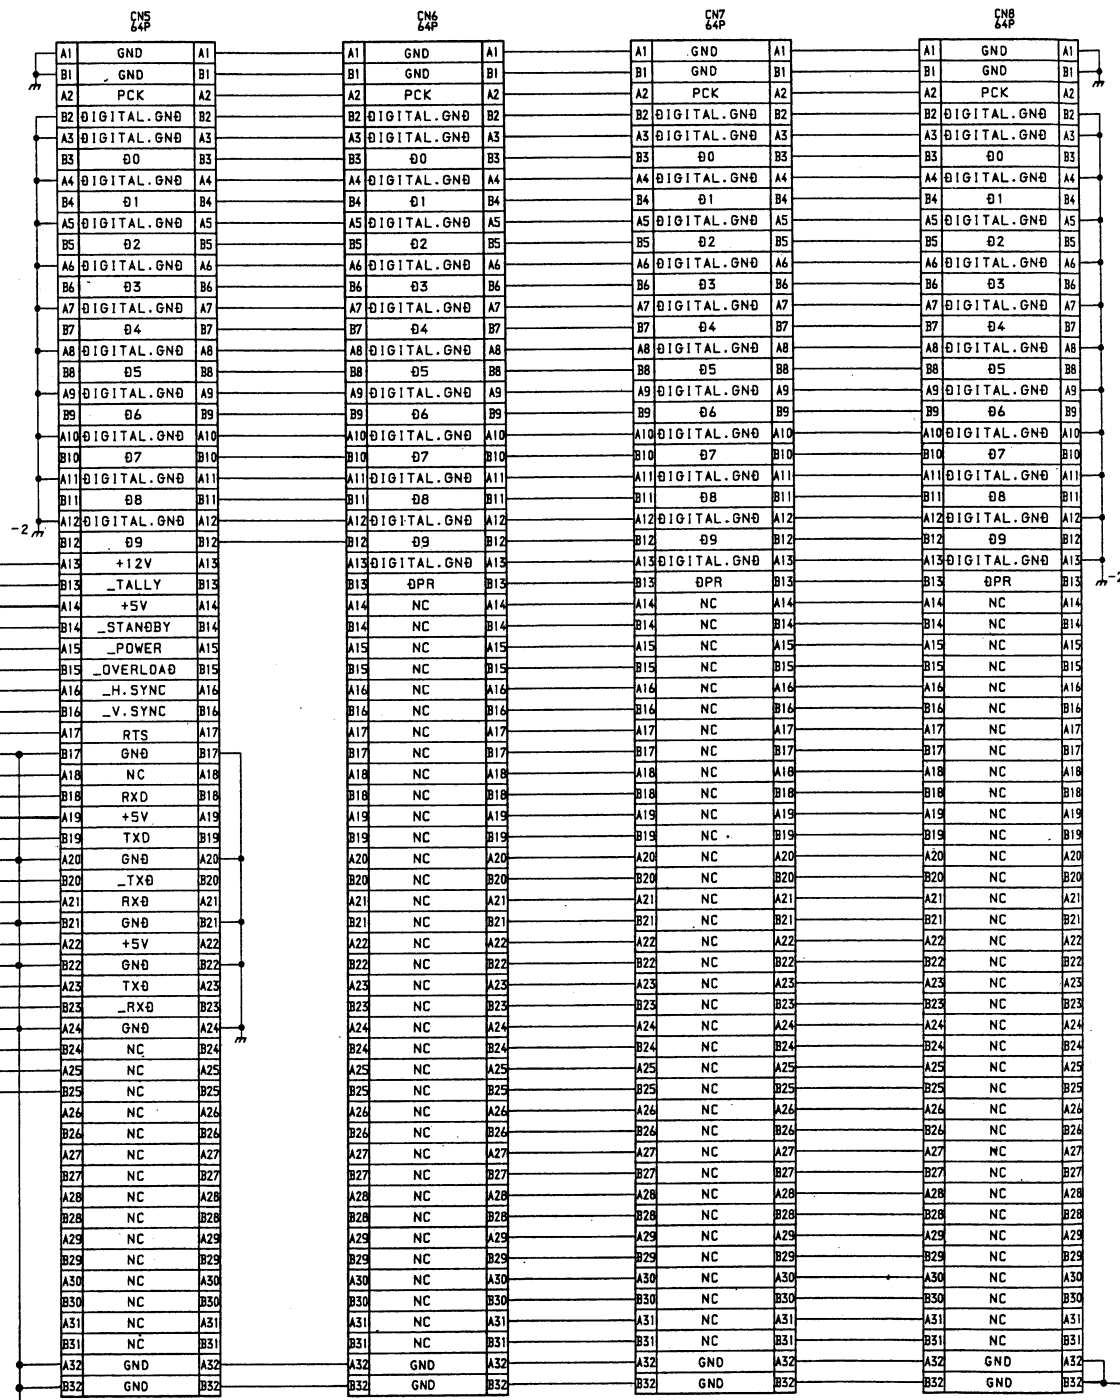 CN5
64P
A1 GND A1
B1 GND B1
A2 PCK A2
B2 DIGITAL.GND B2
A3 DIGITAL.GND A3
B3 D0 B3
A4 DIGITAL.GND A4
B4 D1 B4
A5 DIGITAL.GND A5
B5 D2 B5
A6 DIGITAL.GND A6
B6 D3 B6
A7 DIGITAL.GND A7
B7 D4 B7
A8 DIGITAL.GND A8
B8 D5 B8
A9 DIGITAL.GND A9
B9 D6 B9
A10 DIGITAL.GND A10
B10 D7 B10
A11 DIGITAL.GND A11
B11 D8 B11
-2 A12 DIGITAL.GND A12
B12 D9 B12
A13 +12V A13
B13 _TALLY B13
A14 +5V A14
B14 _STANDBY B14
A15 _POWER A15
B15 _OVERLOAD B15
A16 _H.SYNC A16
B16 _V.SYNC B16
A17 RTS A17
B17 GND B17
A18 NC A18
B18 RXD B18
A19 +5V A19
B19 TXD B19
A20 GND A20
B20 _TXD B20
A21 RXD A21
B21 GND B21
A22 +5V A22
B22 GND B22
A23 TXD A23
B23 _RXD B23
A24 GND A24
B24 NC B24
A25 NC A25
B25 NC B25
A26 NC A26
B26 NC B26
A27 NC A27
B27 NC B27
A28 NC A28
B28 NC B28
A29 NC A29
B29 NC B29
A30 NC A30
B30 NC B30
A31 NC A31
B31 NC B31
A32 GND A32
B32 GND B32
CN6
64P
A1 GND A1
B1 GND B1
A2 PCK A2
B2 DIGITAL.GND B2
A3 DIGITAL.GND A3
B3 D0 B3
A4 DIGITAL.GND A4
B4 D1 B4
A5 DIGITAL.GND A5
B5 D2 B5
A6 DIGITAL.GND A6
B6 D3 B6
A7 DIGITAL.GND A7
B7 D4 B7
A8 DIGITAL.GND A8
B8 D5 B8
A9 DIGITAL.GND A9
B9 D6 B9
A10 DIGITAL.GND A10
B10 D7 B10
A11 DIGITAL.GND A11
B11 D8 B11
A12 DIGITAL.GND A12
B12 D9 B12
A13 DIGITAL.GND A13
B13 DPR B13
A14 NC A14
B14 NC B14
A15 NC A15
B15 NC B15
A16 NC A16
B16 NC B16
A17 NC A17
B17 NC B17
A18 NC A18
B18 NC B18
A19 NC A19
B19 NC B19
A20 NC A20
B20 NC B20
A21 NC A21
B21 NC B21
A22 NC A22
B22 NC B22
A23 NC A23
B23 NC B23
A24 NC A24
B24 NC B24
A25 NC A25
B25 NC B25
A26 NC A26
B26 NC B26
A27 NC A27
B27 NC B27
A28 NC A28
B28 NC B28
A29 NC A29
B29 NC B29
A30 NC A30
B30 NC B30
A31 NC A31
B31 NC B31
A32 GND A32
B32 GND B32
CN7
64P
A1 GND A1
B1 GND B1
A2 PCK A2
B2 DIGITAL.GND B2
A3 DIGITAL.GND A3
B3 D0 B3
A4 DIGITAL.GND A4
B4 D1 B4
A5 DIGITAL.GND A5
B5 D2 B5
A6 DIGITAL.GND A6
B6 D3 B6
A7 DIGITAL.GND A7
B7 D4 B7
A8 DIGITAL.GND A8
B8 D5 B8
A9 DIGITAL.GND A9
B9 D6 B9
A10 DIGITAL.GND A10
B10 D7 B10
A11 DIGITAL.GND A11
B11 D8 B11
A12 DIGITAL.GND A12
B12 D9 B12
A13 DIGITAL.GND A13
B13 DPR B13
A14 NC A14
B14 NC B14
A15 NC A15
B15 NC B15
A16 NC A16
B16 NC B16
A17 NC A17
B17 NC B17
A18 NC A18
B18 NC B18
A19 NC A19
B19 NC B19
A20 NC A20
B20 NC B20
A21 NC A21
B21 NC B21
A22 NC A22
B22 NC B22
A23 NC A23
B23 NC B23
A24 NC A24
B24 NC B24
A25 NC A25
B25 NC B25
A26 NC A26
B26 NC B26
A27 NC A27
B27 NC B27
A28 NC A28
B28 NC B28
A29 NC A29
B29 NC B29
A30 NC A30
B30 NC B30
A31 NC A31
B31 NC B31
A32 GND A32
B32 GND B32
CN8
64P
A1 GND A1
B1 GND B1
A2 PCK A2
B2 DIGITAL.GND B2
A3 DIGITAL.GND A3
B3 D0 B3
A4 DIGITAL.GND A4
B4 D1 B4
A5 DIGITAL.GND A5
B5 D2 B5
A6 DIGITAL.GND A6
B6 D3 B6
A7 DIGITAL.GND A7
B7 D4 B7
A8 DIGITAL.GND A8
B8 D5 B8
A9 DIGITAL.GND A9
B9 D6 B9
A10 DIGITAL.GND A10
B10 D7 B10
A11 DIGITAL.GND A11
B11 D8 B11
A12 DIGITAL.GND A12
B12 D9 B12
A13 DIGITAL.GND A13
B13 DPR B13 -2
A14 NC A14
B14 NC B14
A15 NC A15
B15 NC B15
A16 NC A16
B16 NC B16
A17 NC A17
B17 NC B17
A18 NC A18
B18 NC B18
A19 NC A19
B19 NC B19
A20 NC A20
B20 NC B20
A21 NC A21
B21 NC B21
A22 NC A22
B22 NC B22
A23 NC A23
B23 NC B23
A24 NC A24
B24 NC B24
A25 NC A25
B25 NC B25
A26 NC A26
B26 NC B26
A27 NC A27
B27 NC B27
A28 NC A28
B28 NC B28
A29 NC A29
B29 NC B29
A30 NC A30
B30 NC B30
A31 NC A31
B31 NC B31
A32 GND A32
B32 GND B32